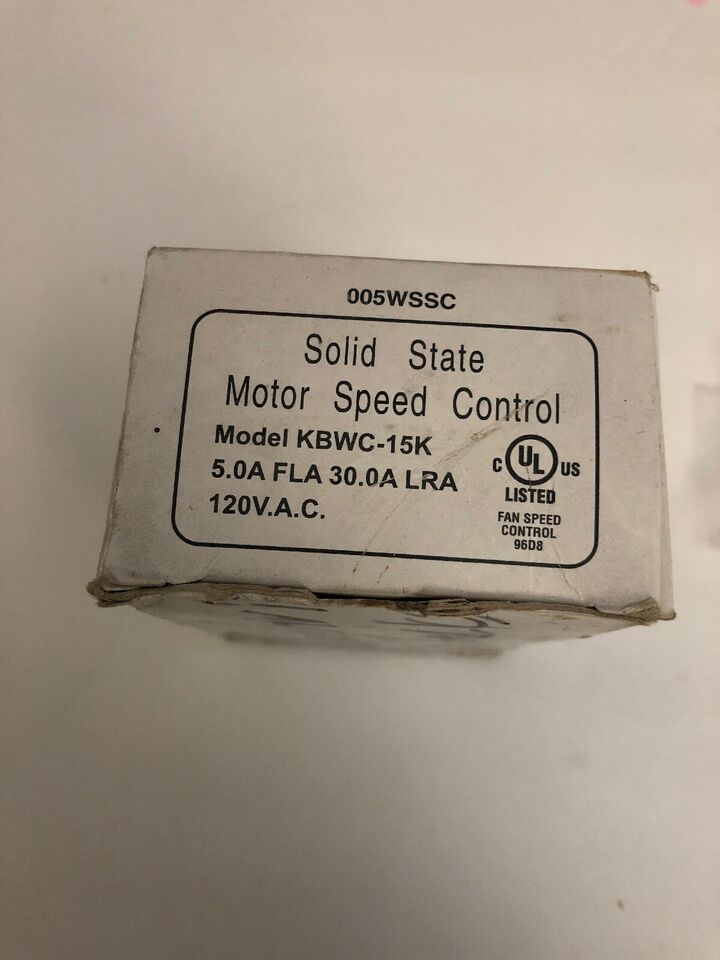 005WSSC
Solid State
Motor Speed Control
Model KBWC-15K
5.0A FLA 30.0A LRA
120V.A.C.
C UL US
LISTED
FAN SPEED
CONTROL
96D8